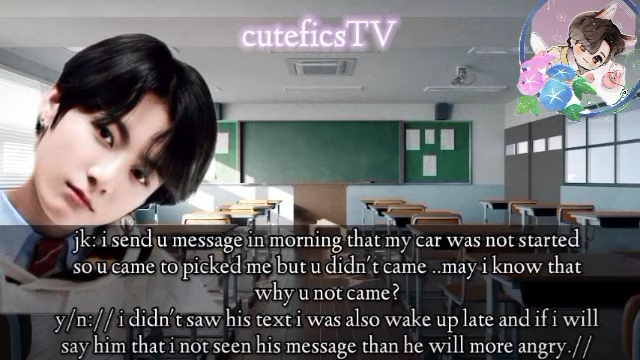 cuteficsTV
jk: i send u message in morning that my car was not started
so u came to picked me but u didn't came ..may i know that
why u not came?
y/n:// i didn't saw his text i was also wake up late and if i will
say him that i not seen his message than he will more angry.//